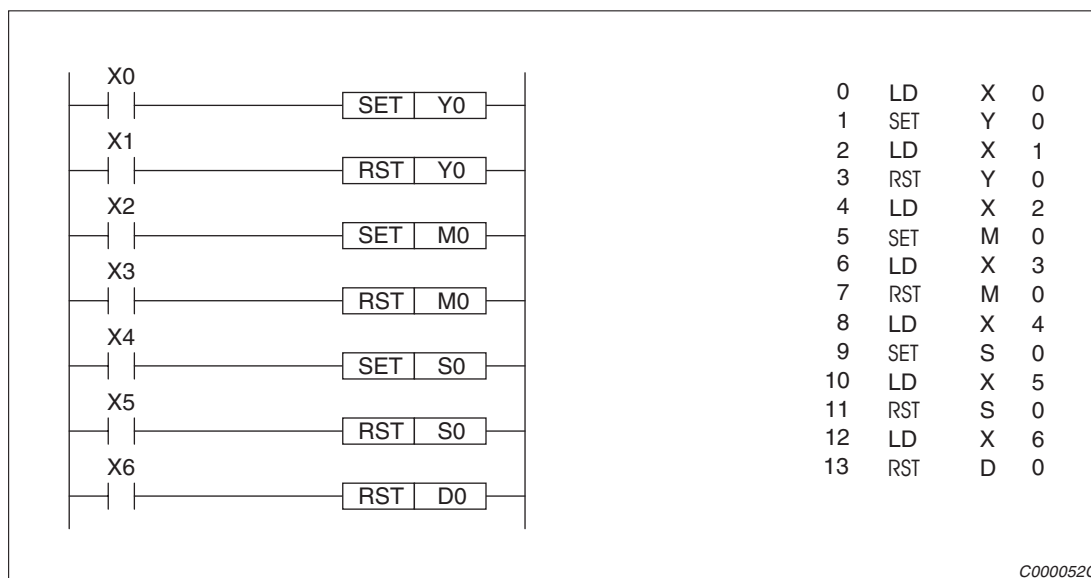 X0
SET Y0
X1
RST Y0
X2
SET M0
X3
RST M0
X4
SET S0
X5
RST S0
X6
RST D0
0 LD X 0
1 SET Y 0
2 LD X 1
3 RST Y 0
4 LD X 2
5 SET M 0
6 LD X 3
7 RST M 0
8 LD X 4
9 SET S 0
10 LD X 5
11 RST S 0
12 LD X 6
13 RST D 0